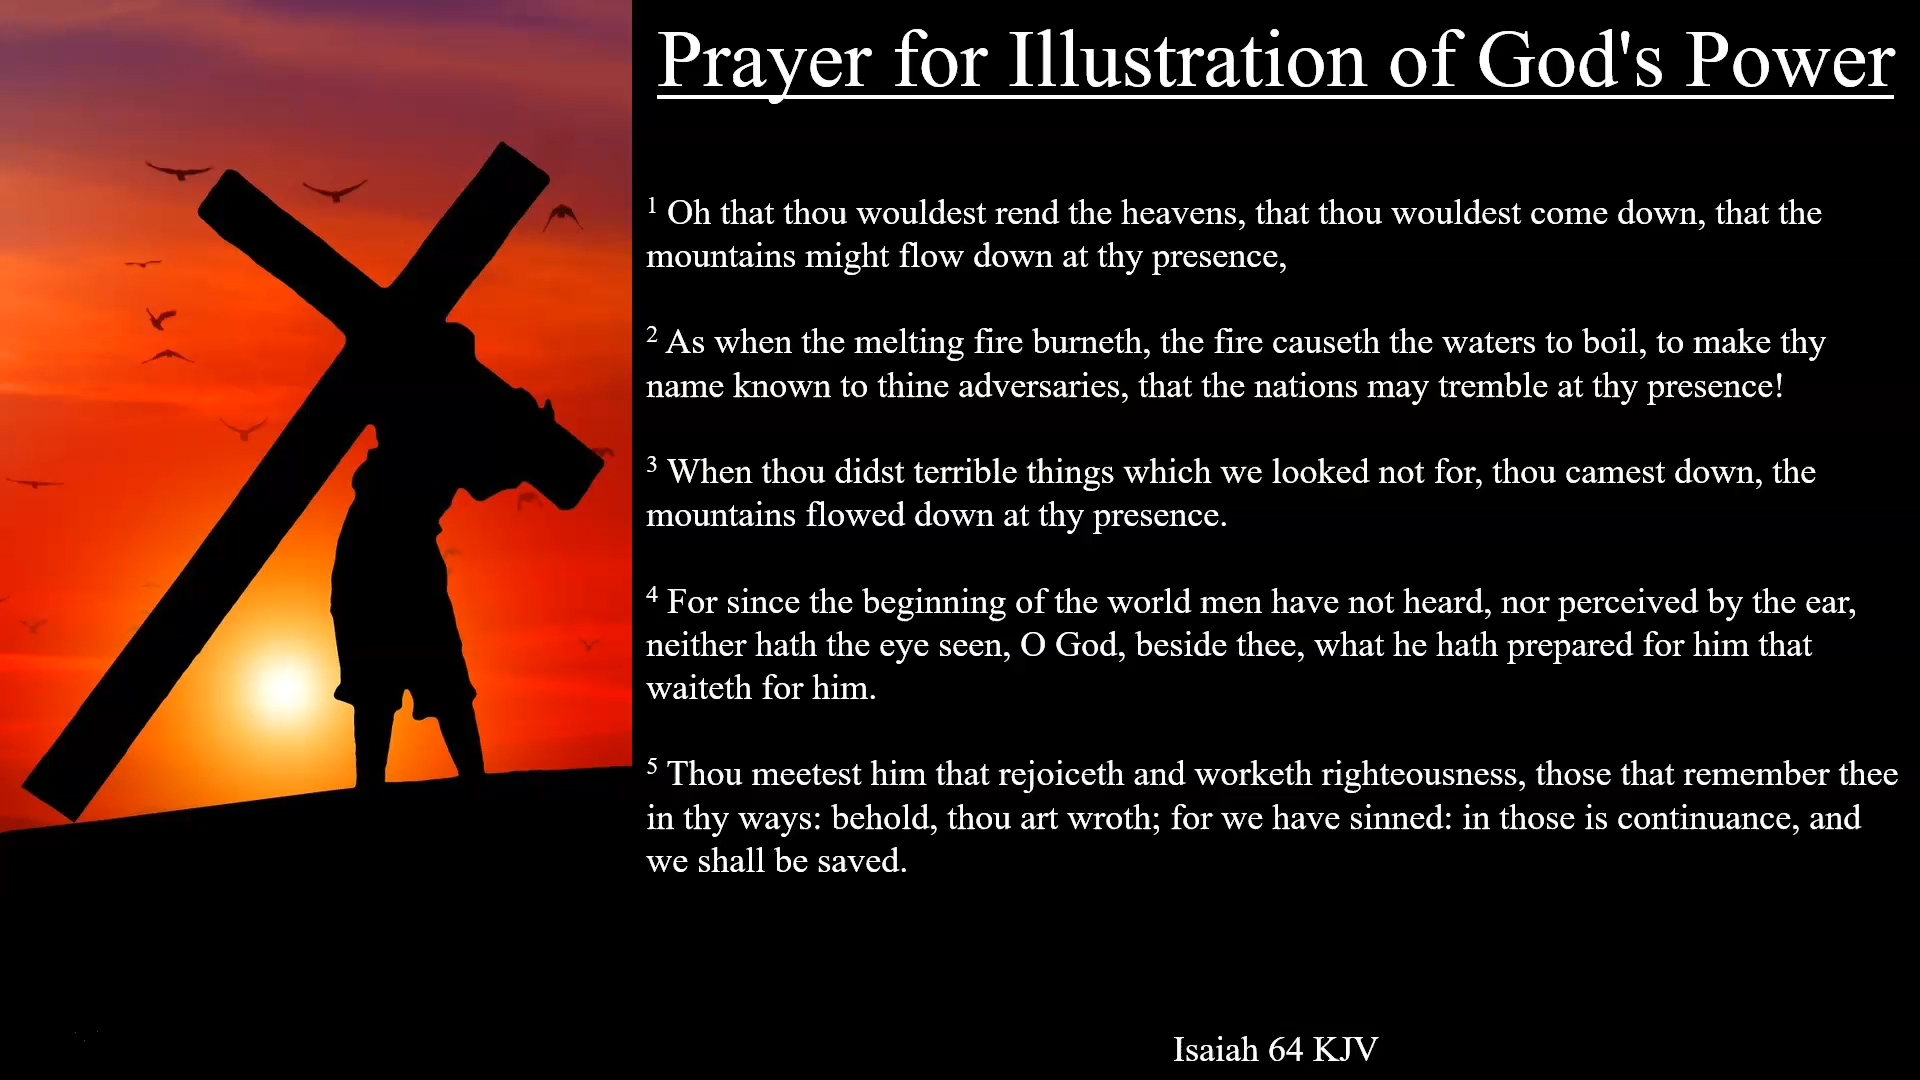 Prayer for Illustration of God's Power
1 Oh that thou wouldest rend the heavens, that thou wouldest come down, that the
mountains might flow down at thy presence,
2 As when the melting fire burneth, the fire causeth the waters to boil, to make thy
name known to thine adversaries, that the nations may tremble at thy presence!
3 When thou didst terrible things which we looked not for, thou camest down, the
mountains flowed down at thy presence.
4 For since the beginning of the world men have not heard, nor perceived by the ear,
neither hath the eye seen, O God, beside thee, what he hath prepared for him that
waiteth for him.
5 Thou meetest him that rejoiceth and worketh righteousness, those that remember thee
in thy ways: behold, thou art wroth; for we have sinned: in those is continuance, and
we shall be saved.
Isaiah 64 KJV